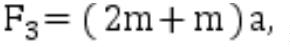 F₃ = (2m + m)a,